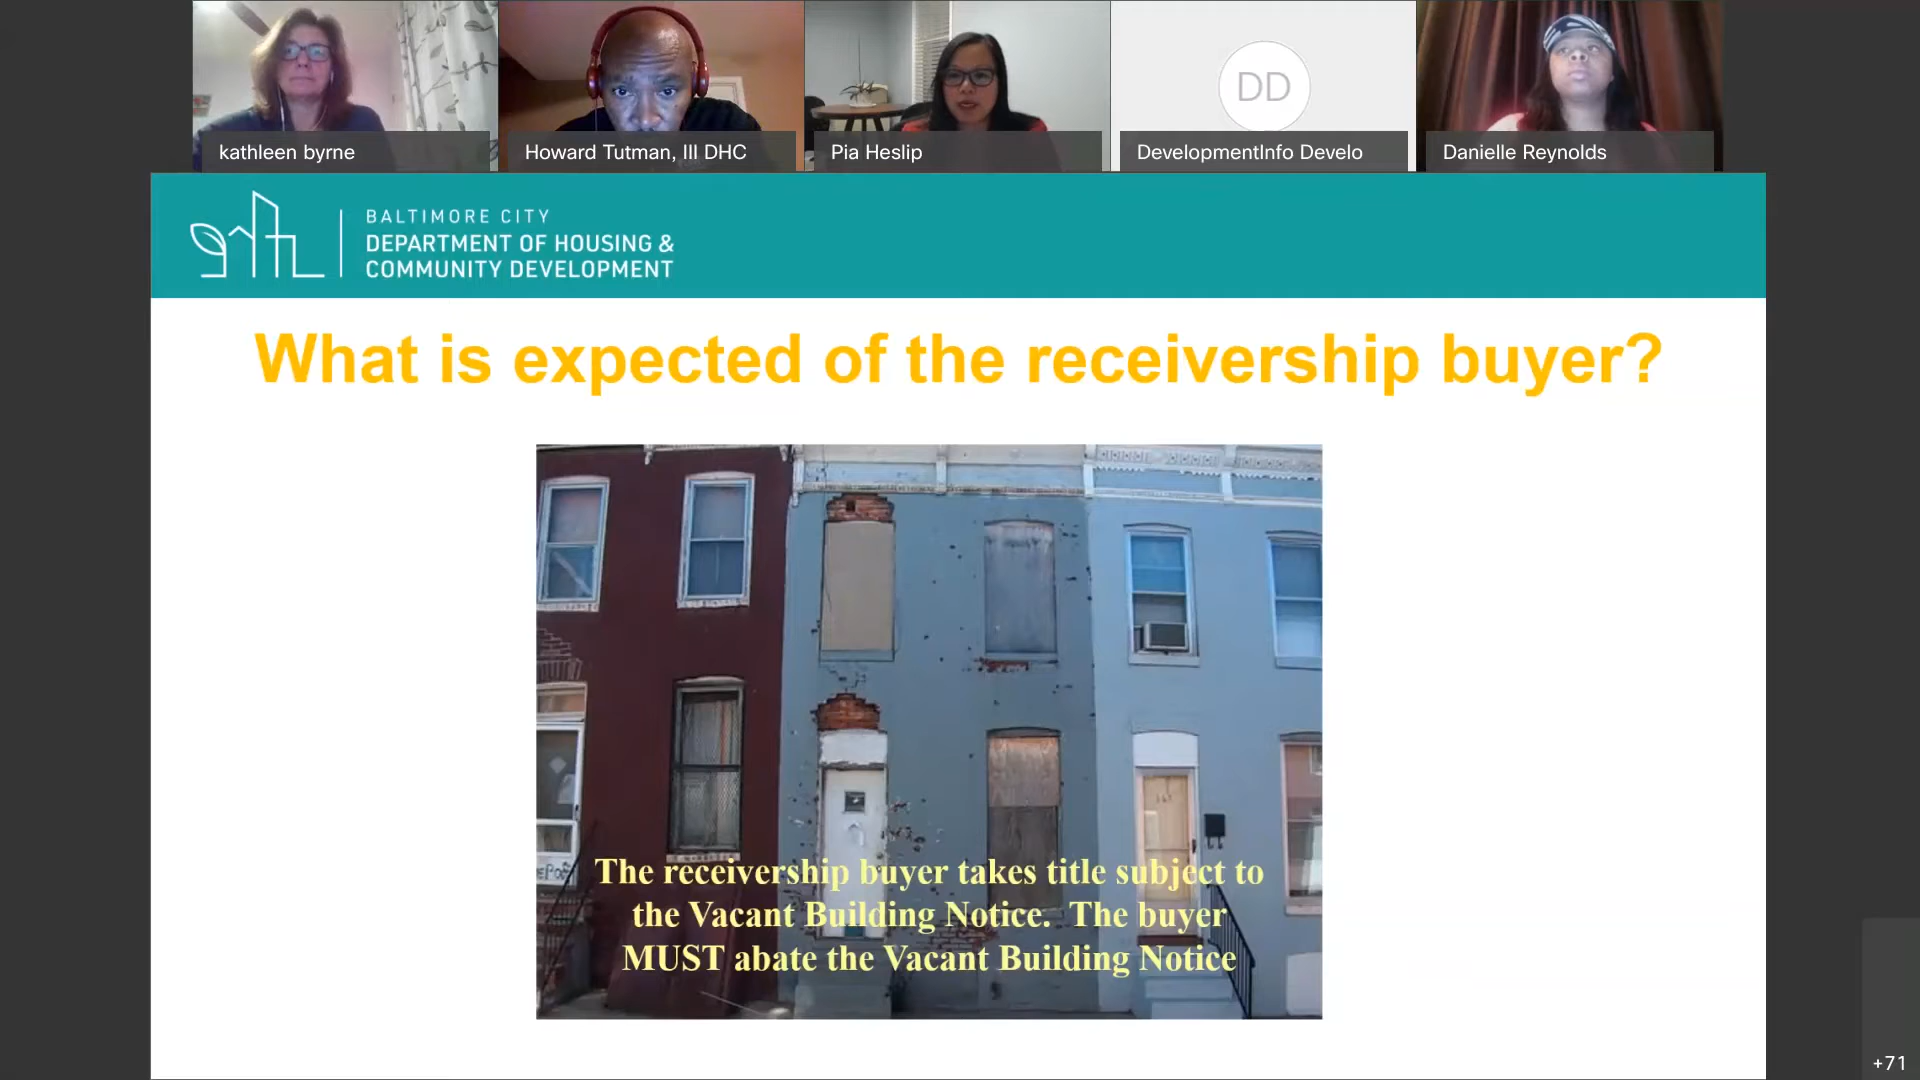 kathleen byrne
Howard Tutman, III DHC
Pia Heslip
DD
DevelopmentInfo Develo
Danielle Reynolds
BALTIMORE CITY
DEPARTMENT OF HOUSING &
COMMUNITY DEVELOPMENT
What is expected of the receivership buyer?
The receivership buyer takes title subject to
the Vacant Building Notice.  The buyer
MUST abate the Vacant Building Notice
+71